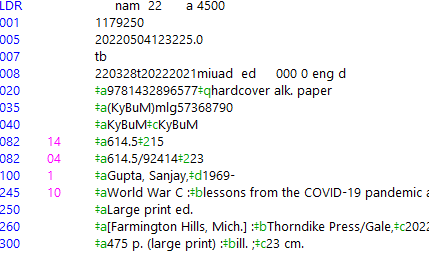 LDR nam 22 a 4500
001 1179250
005 20220504123225.0
007 tb
008 220328t20222021miuad ed 000 0 eng d
020 ‡a9781432896577‡qhardcover alk. paper
035 ‡a(KyBuM)mlg57368790
040 ‡aKyBuM‡cKyBuM
082 14 ‡a614.5‡215
082 04 ‡a614.5/92414‡223
100 1 ‡aGupta, Sanjay,‡d1969-
245 10 ‡aWorld War C :‡blessons from the COVID-19 pandemic a
250 ‡aLarge print ed.
260 ‡a[Farmington Hills, Mich.] :‡bThorndike Press/Gale,‡c2022
300 ‡a475 p. (large print) :‡bill. ;‡c23 cm.